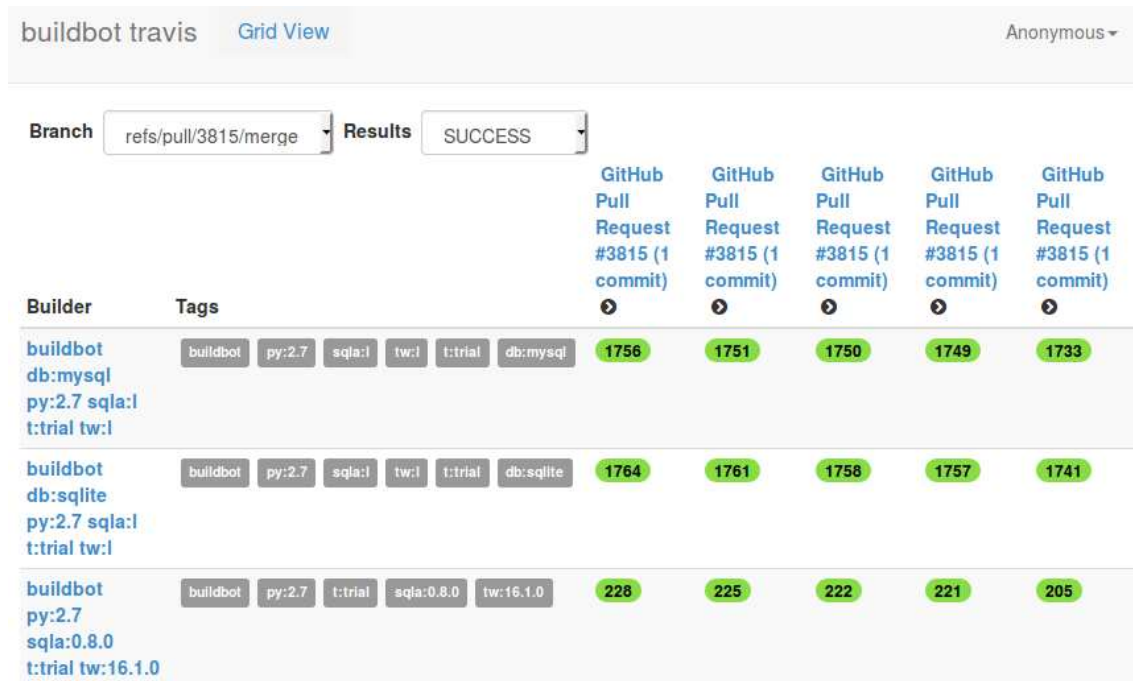 buildbot travis Grid View Anonymous
Branch refs/pull/3815/merge Results SUCCESS
GitHub GitHub GitHub GitHub GitHub
Pull Pull Pull Pull Pull
Request Request Request Request Request
#3815 (1 #3815 (1 #3815 (1 #3815 (1 #3815 (1
commit) commit) commit) commit) commit)
Builder Tags
buildbot buildbot py:2.7 sqla:l tw:l t:trial db:mysql 1756 1751 1750 1749 1733
db:mysql
py:2.7 sqla:l
t:trial tw:l
buildbot buildbot py:2.7 sqla:l tw:l t:trial db:sqlite 1764 1761 1758 1757 1741
db:sqlite
py:2.7 sqla:l
t:trial tw:l
buildbot buildbot py:2.7 t:trial sqla:0.8.0 tw:16.1.0 228 225 222 221 205
py:2.7
sqla:0.8.0
t:trial tw:16.1.0